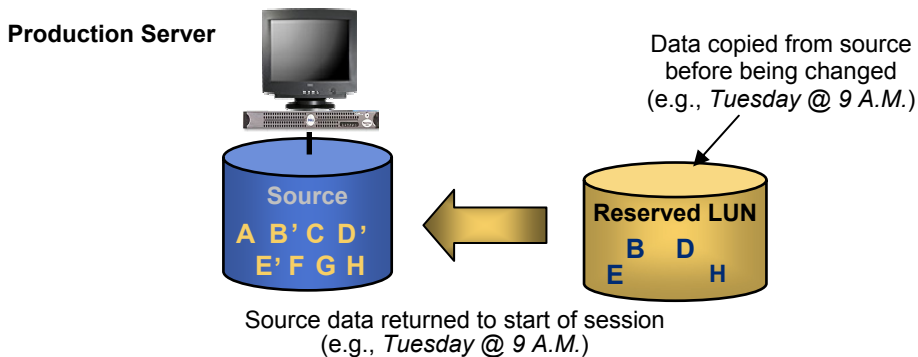 Production Server
Data copied from source
before being changed
(e.g., Tuesday @ 9 A.M.)
Source
A B’ C D’
E’ F G H
Reserved LUN
B D
E H
Source data returned to start of session
(e.g., Tuesday @ 9 A.M.)